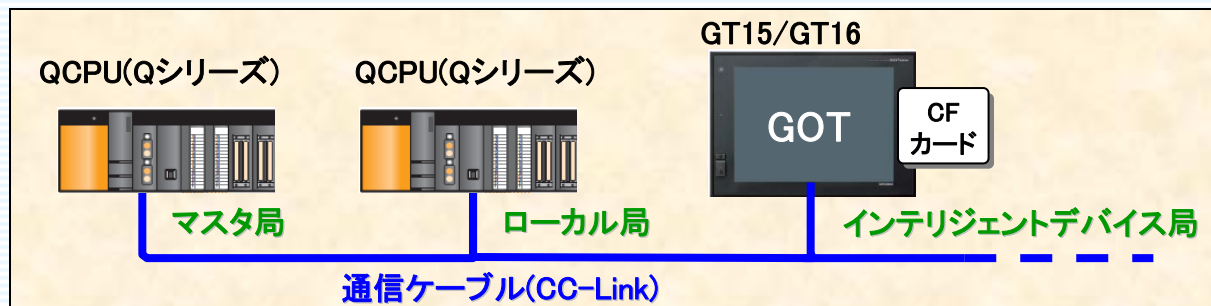 GT15/GT16
QCPU(Qシリーズ)
QCPU(Qシリーズ)
GOT
CF
カード
マスタ局
ローカル局
インテリジェントデバイス局
通信ケーブル(CC-Link)